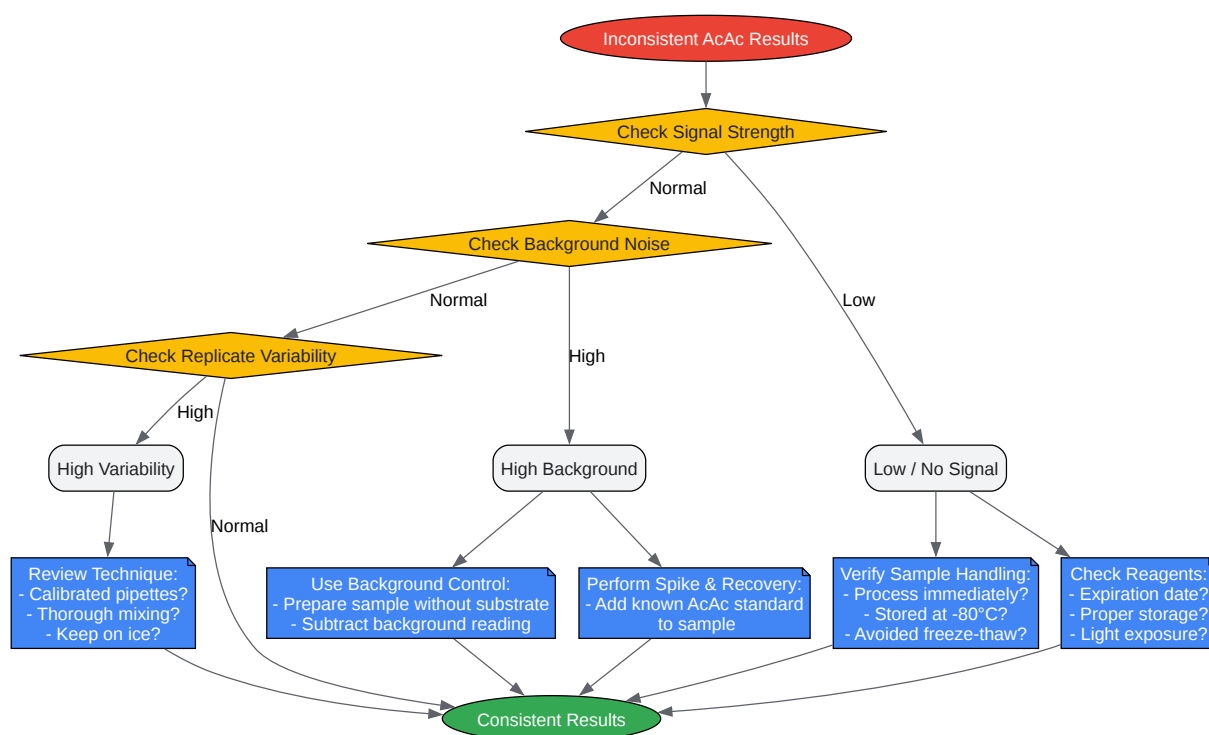 Inconsistent AcAc Results
Check Signal Strength
Normal
Check Background Noise
Low
Normal
Check Replicate Variability
High
High
High Variability
High Background
Low / No Signal
Normal
Review Technique:
- Calibrated pipettes?
- Thorough mixing?
- Keep on ice?
Use Background Control:
- Prepare sample without substrate
- Subtract background reading
Perform Spike & Recovery:
- Add known AcAc standard
to sample
Verify Sample Handling:
- Process immediately?
- Stored at -80°C?
- Avoided freeze-thaw?
Check Reagents:
- Expiration date?
- Proper storage?
- Light exposure?
Consistent Results